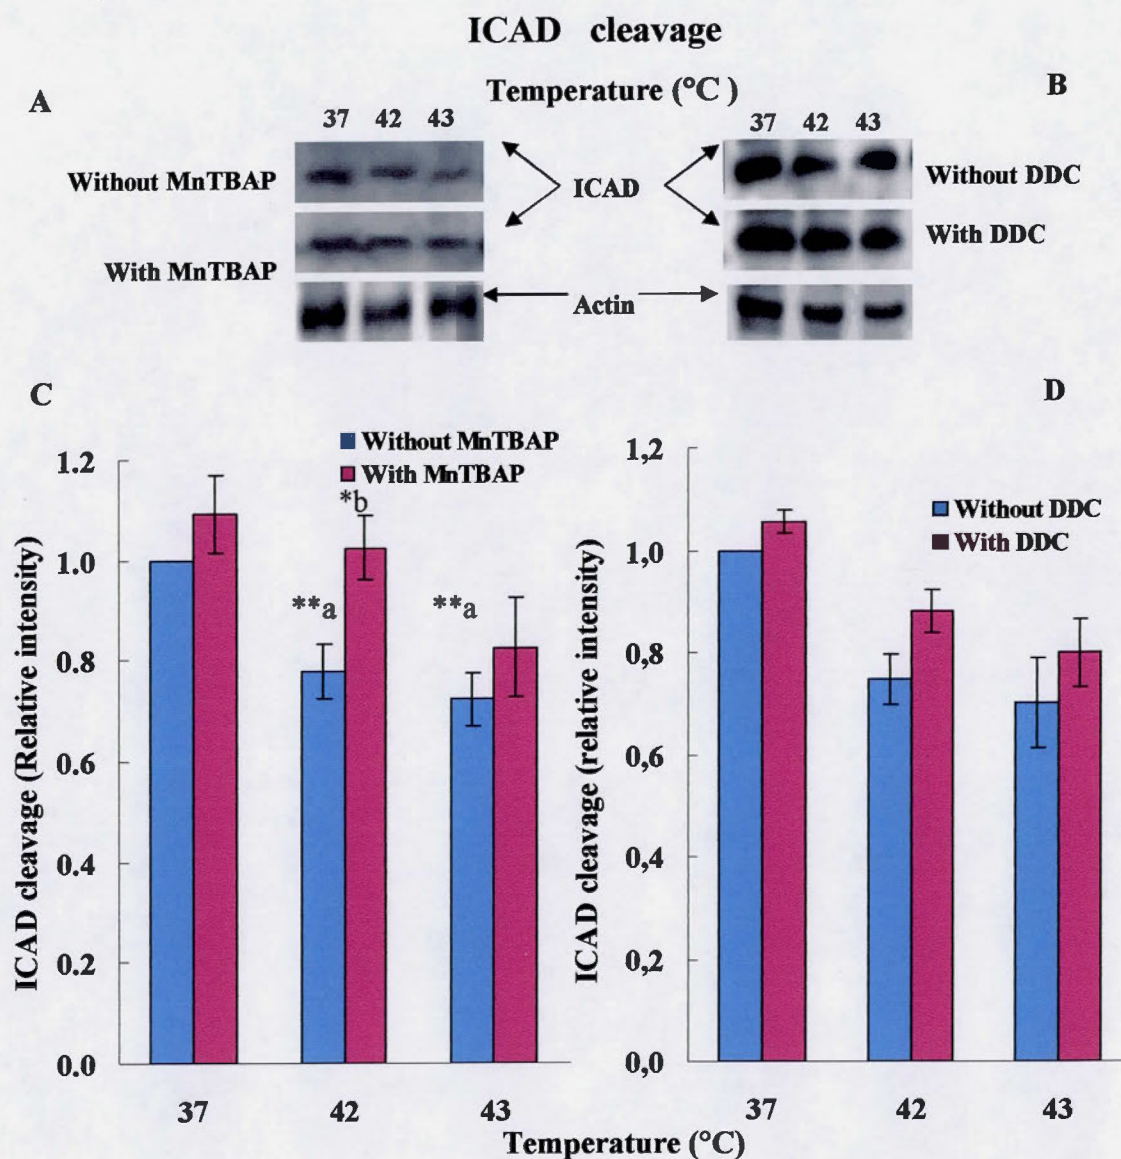 ICAD cleavage
A
Temperature (°C )
B
37 42 43
37 42 43
Without MnTBAP
ICAD
Without DDC
With MnTBAP
With DDC
Actin
C
D
Without MnTBAP
With MnTBAP
ICAD cleavage (Relative intensity)
1.2
1.0
0.8
0.6
0.4
0.2
0.0
**a
*b
**a
37 42 43
Without DDC
With DDC
ICAD cleavage (relative intensity)
1,2
1,0
0,8
0,6
0,4
0,2
0,0
37 42 43
Temperature (°C)